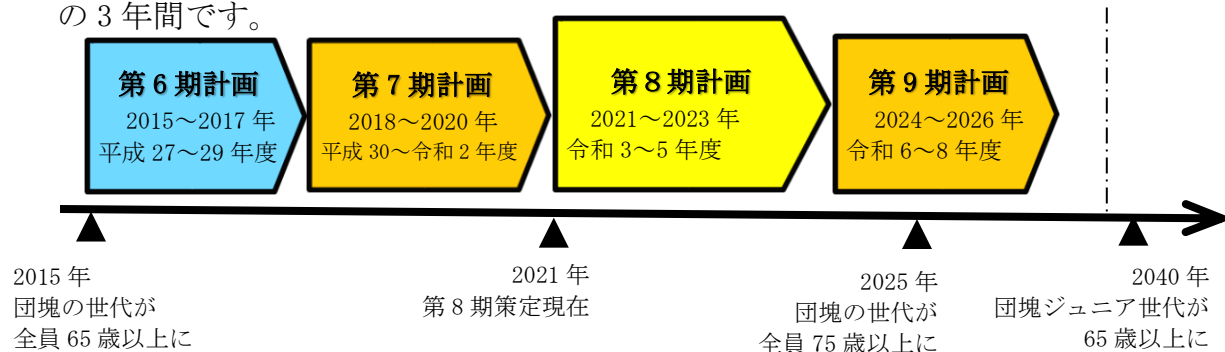 の 3 年間です。
第 6 期計画
2015～2017 年
平成 27～29 年度
第 7 期計画
2018～2020 年
平成 30～令和 2 年度
第 8 期計画
2021～2023 年
令和 3～5 年度
第 9 期計画
2024～2026 年
令和 6～8 年度
2015 年
団塊の世代が
全員 65 歳以上に
2021 年
第 8 期策定現在
2025 年
団塊の世代が
全員 75 歳以上に
2040 年
団塊ジュニア世代が
65 歳以上に